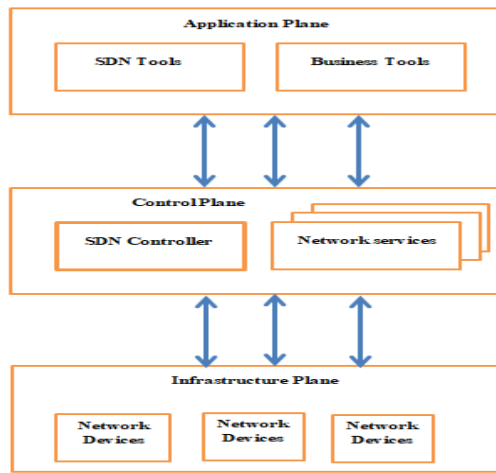 Application Plane
SDN Tools
Business Tools
Control Plane
SDN Controller
Network services
Infrastructure Plane
Network
Devices
Network
Devices
Network
Devices